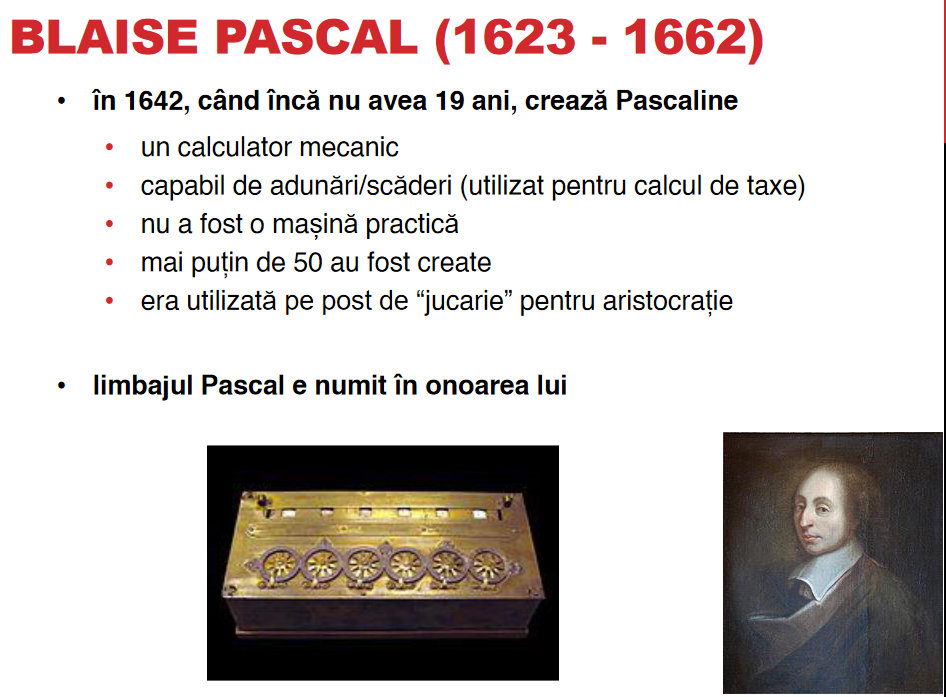 BLAISE PASCAL (1623 - 1662)
• în 1642, când încă nu avea 19 ani, crează Pascaline
• un calculator mecanic
• capabil de adunări/scăderi (utilizat pentru calcul de taxe)
• nu a fost o mașină practică
• mai puțin de 50 au fost create
• era utilizată pe post de “jucarie” pentru aristocrație
• limbajul Pascal e numit în onoarea lui